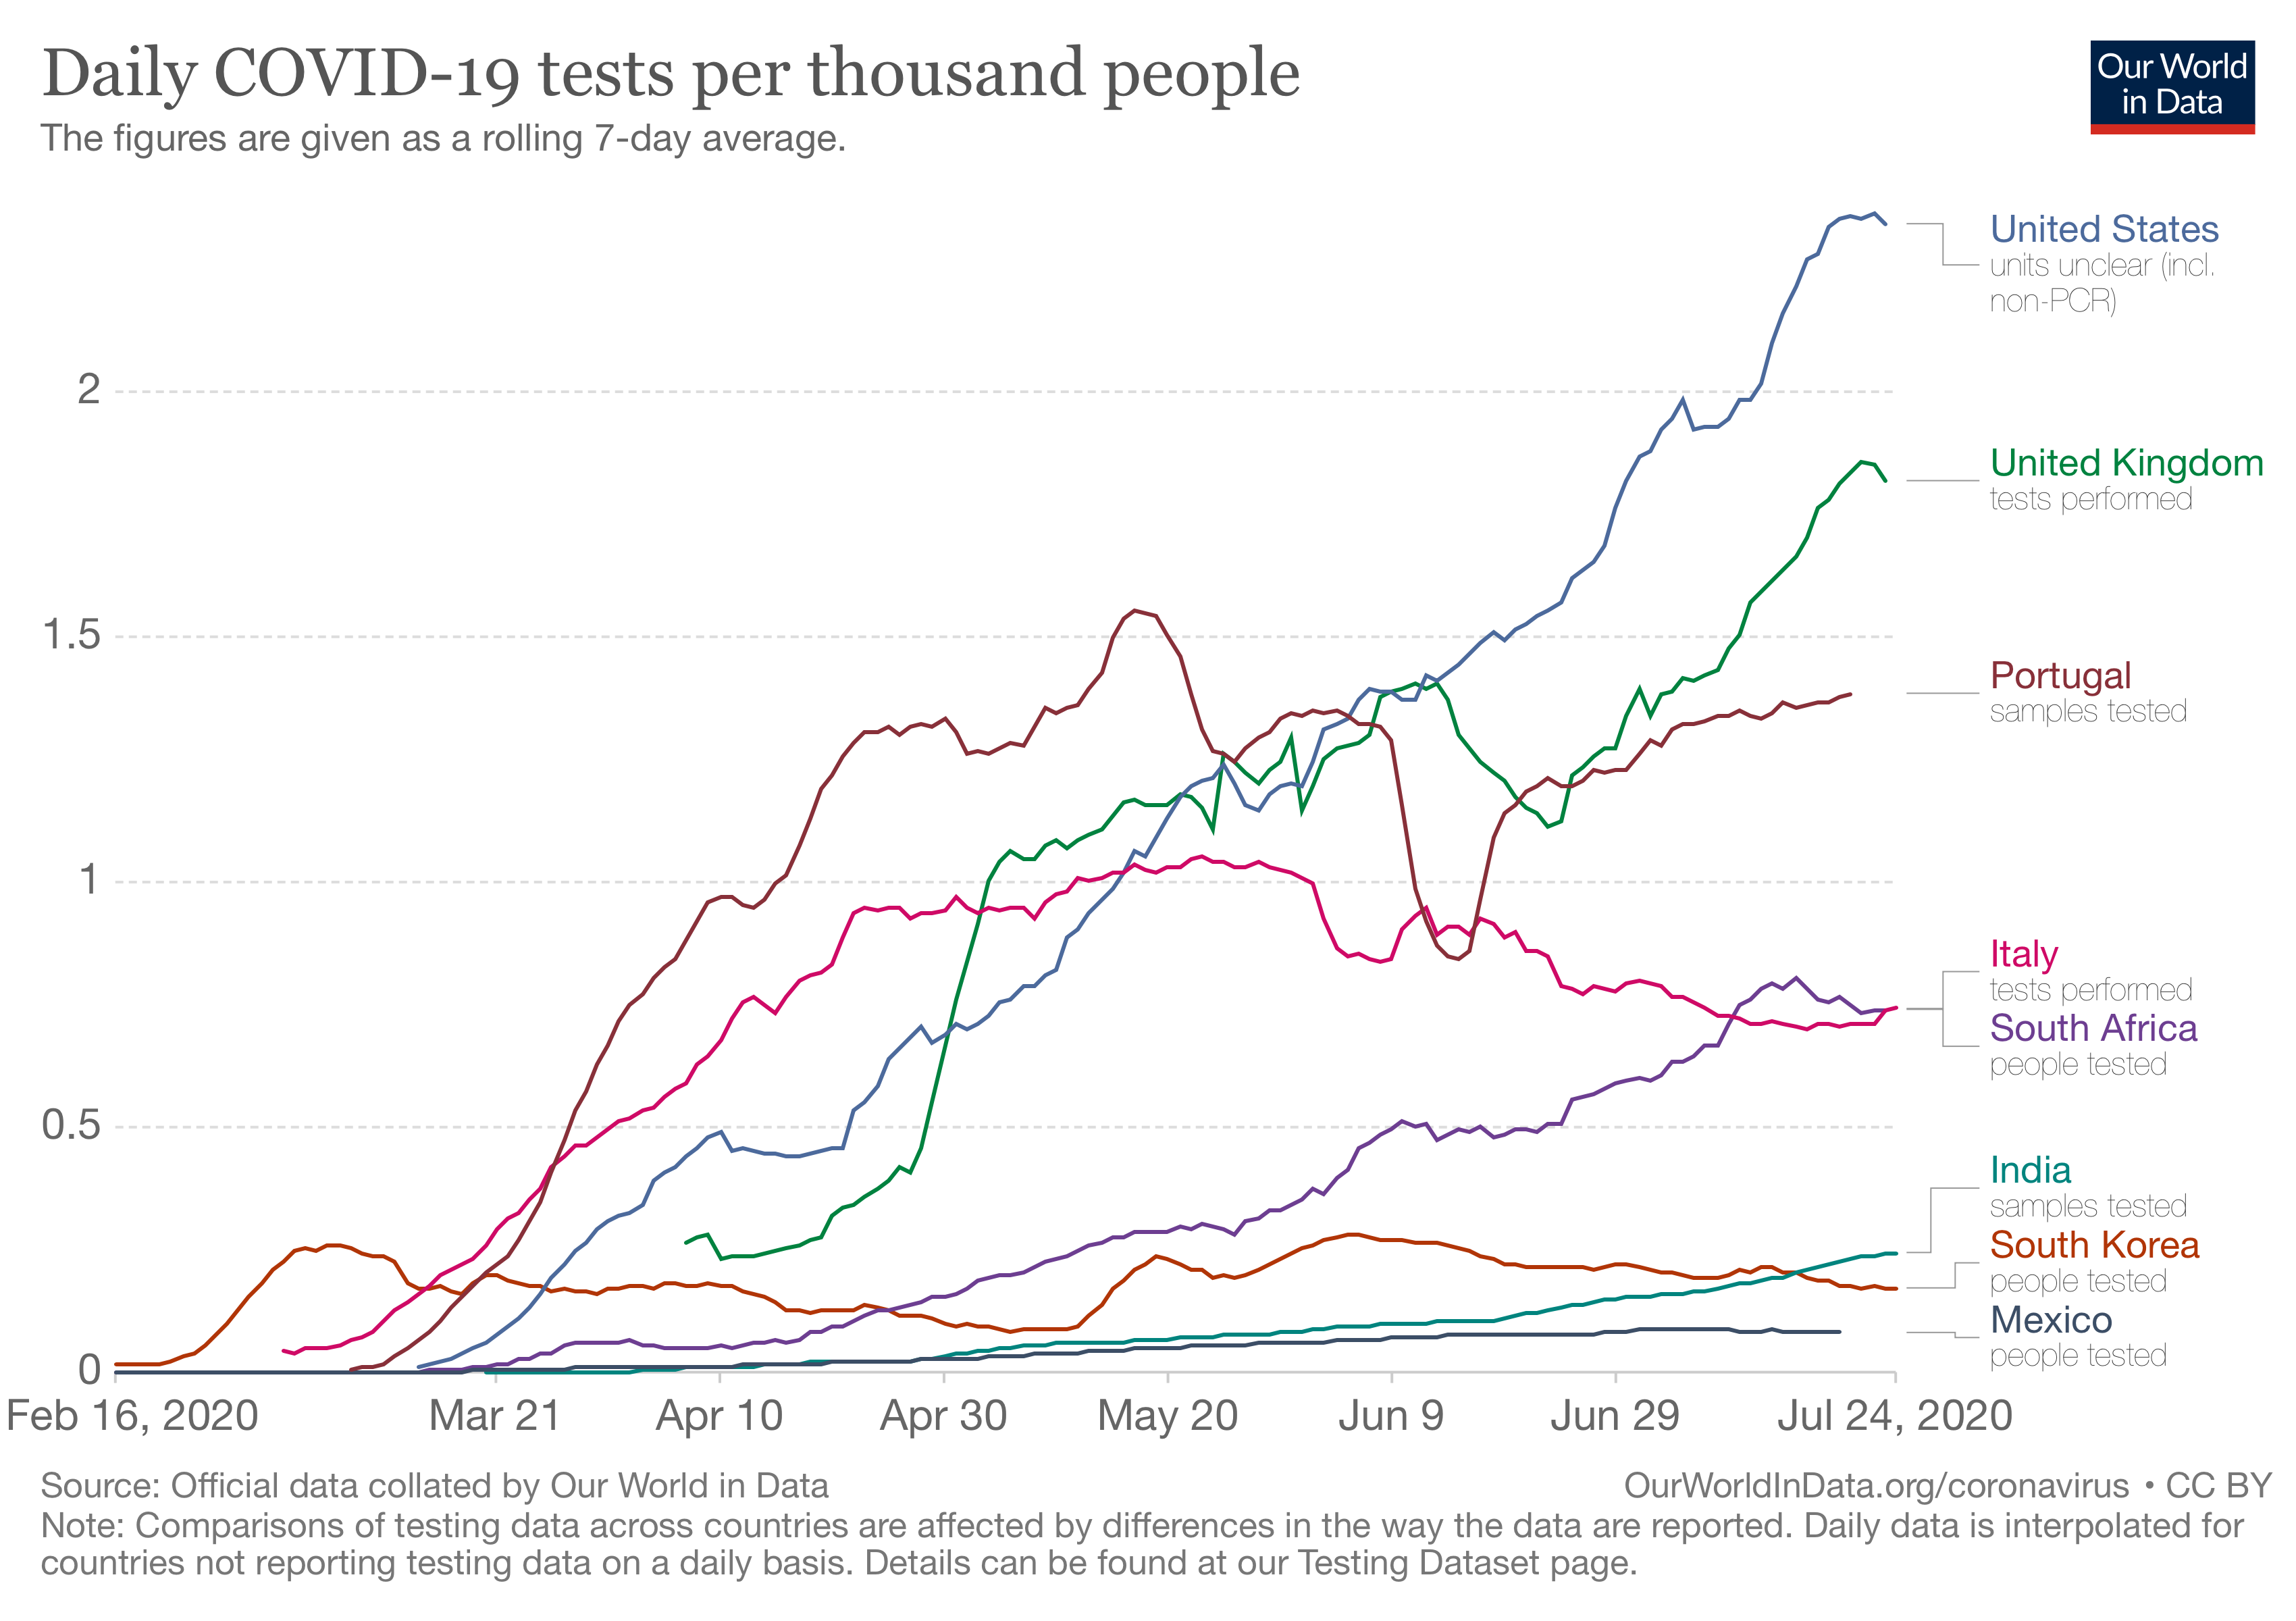 Daily COVID-19 tests per thousand people
The figures are given as a rolling 7-day average.
Our World
in Data
United States
units unclear (incl.
non-PCR)
2
United Kingdom
tests performed
1.5
Portugal
samples tested
1
Italy
tests performed
South Africa
people tested
0.5
India
samples tested
South Korea
people tested
Mexico
people tested
0
Feb 16, 2020
Mar 21
Apr 10
Apr 30
May 20
Jun 9
Jun 29
Jul 24, 2020
Source: Official data collated by Our World in Data
OurWorldInData.org/coronavirus • CC BY
Note: Comparisons of testing data across countries are affected by differences in the way the data are reported. Daily data is interpolated for
countries not reporting testing data on a daily basis. Details can be found at our Testing Dataset page.